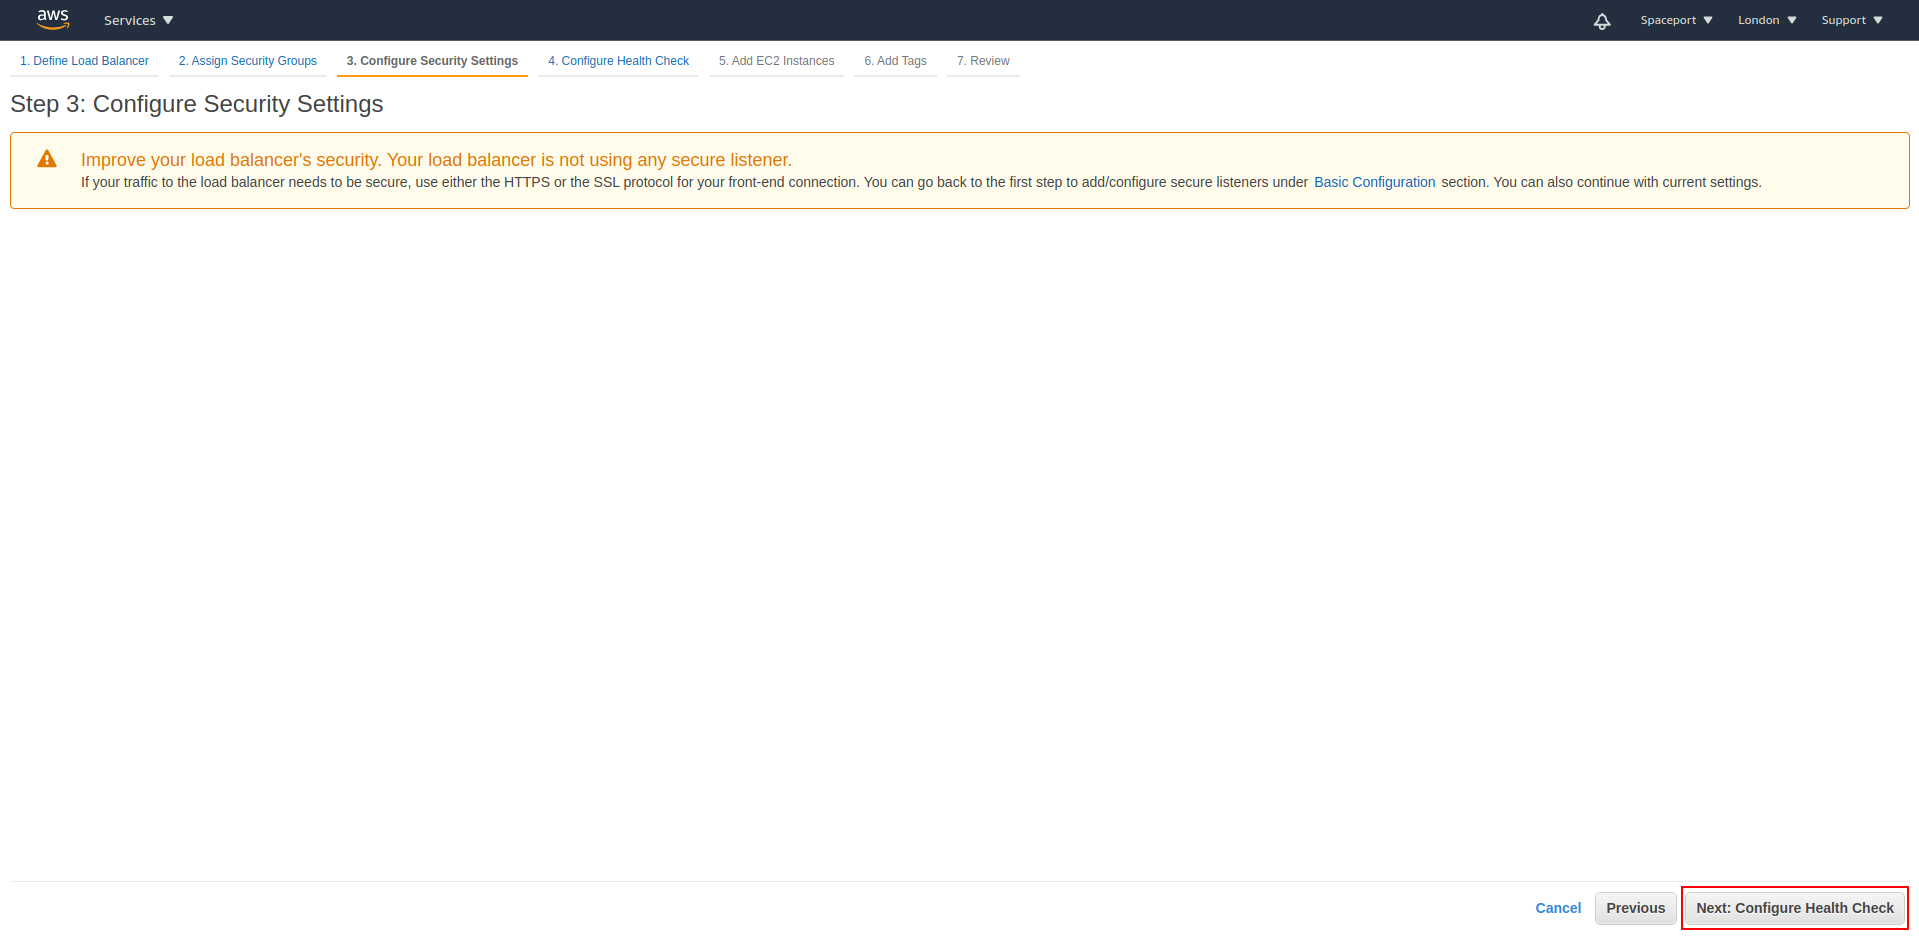 aws Services Spaceport London Support
1. Define Load Balancer 2. Assign Security Groups 3. Configure Security Settings 4. Configure Health Check 5. Add EC2 Instances 6. Add Tags 7. Review
Step 3: Configure Security Settings
Improve your load balancer's security. Your load balancer is not using any secure listener.
If your traffic to the load balancer needs to be secure, use either the HTTPS or the SSL protocol for your front-end connection. You can go back to the first step to add/configure secure listeners under Basic Configuration section. You can also continue with current settings.
Cancel Previous Next: Configure Health Check